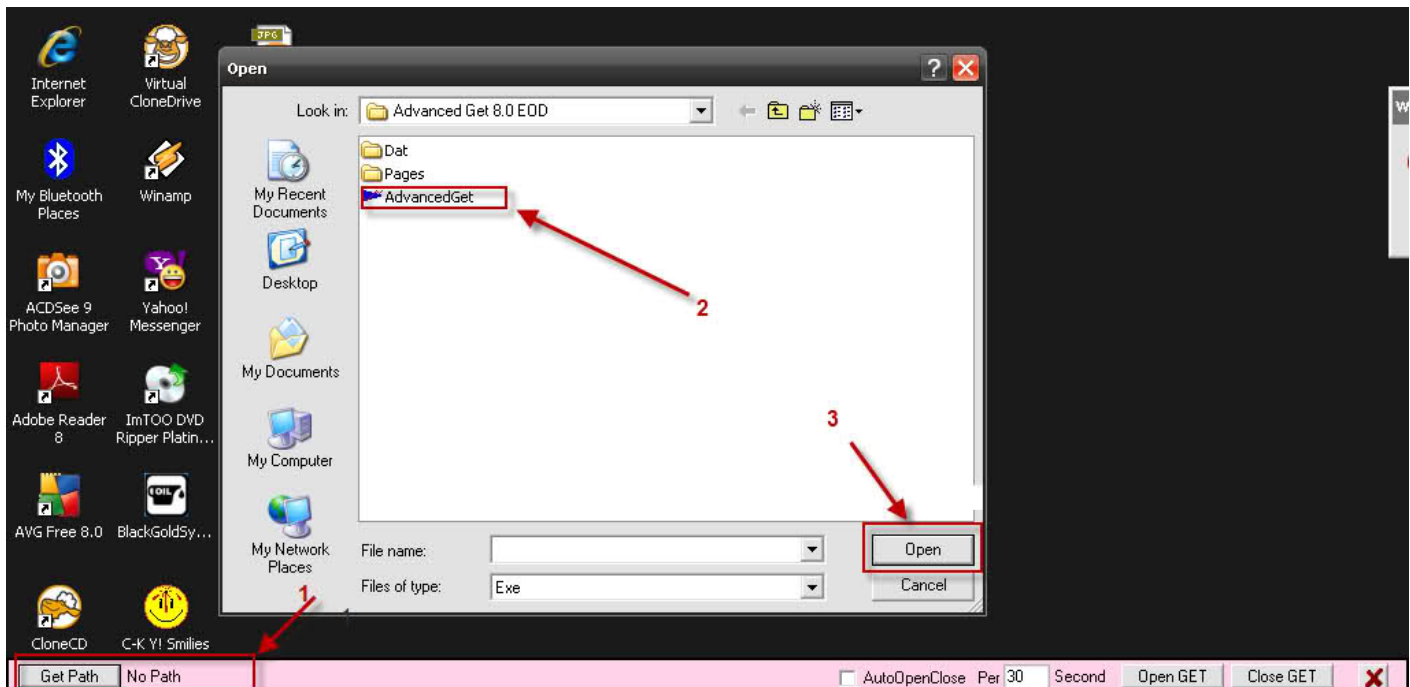 JPG
Internet
Explorer
Virtual
CloneDrive
My Bluetooth
Places
Winamp
ACDSee 9
Photo Manager
Yahoo!
Messenger
Adobe Reader
8
ImTOO DVD
Ripper Platin...
AVG Free 8.0
OIL
BlackGoldSy...
CloneCD
C-K Y! Smilies
Open
Look in:
Advanced Get 8.0 EOD
My Recent
Documents
Desktop
My Documents
My Computer
My Network
Places
Dat
Pages
AdvancedGet
2
3
File name:
Open
Files of type:
Exe
Cancel
1
Get Path
No Path
AutoOpenClose Per 30 Second
Open GET
Close GET
X